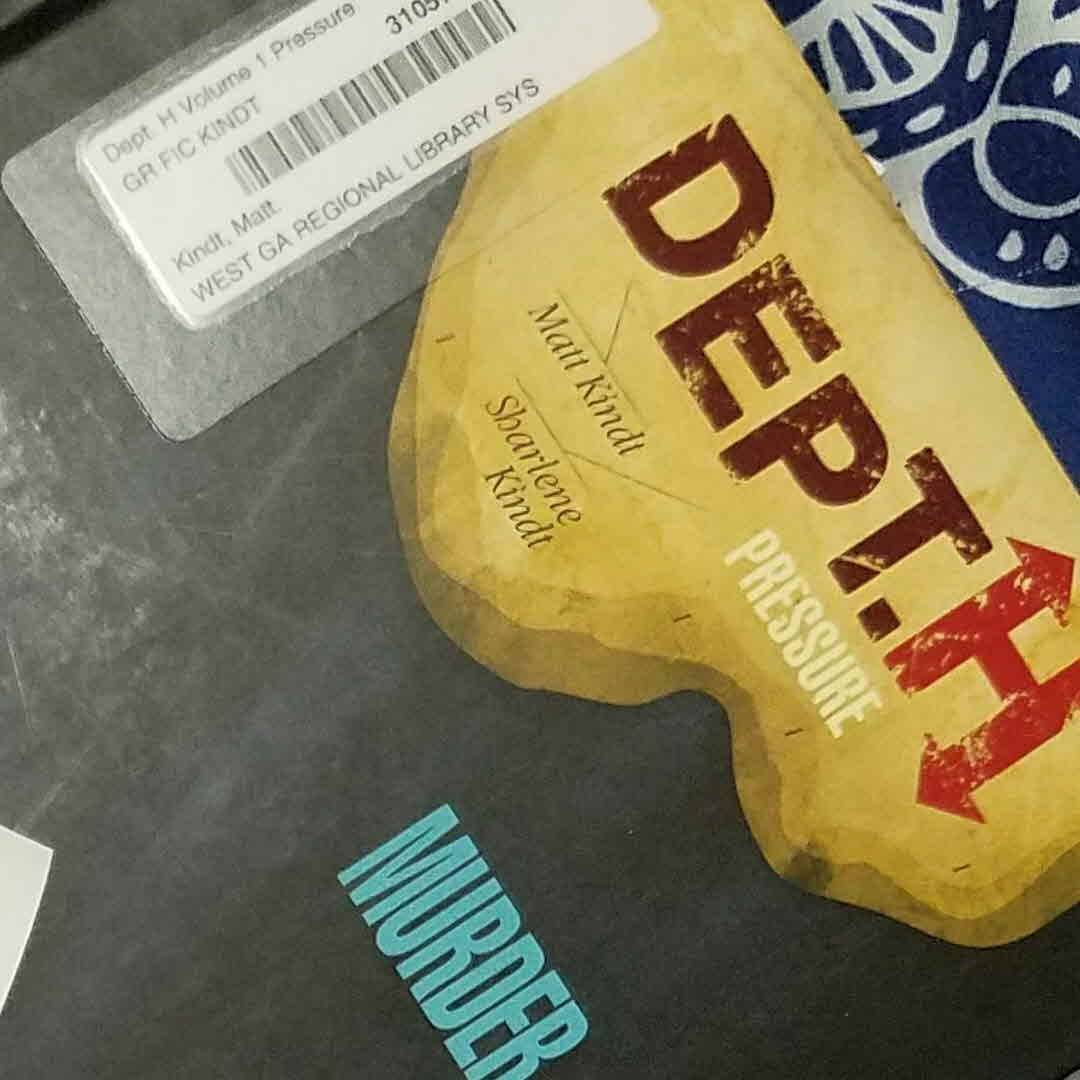 Dept. H Volume 1 Pressure
GR FIC KINDT
Kindt, Matt.
WEST GA REGIONAL LIBRARY SYS
DEPT.H
PRESSURE
Matt Kindt
Sharlene
Kindt
MURDER